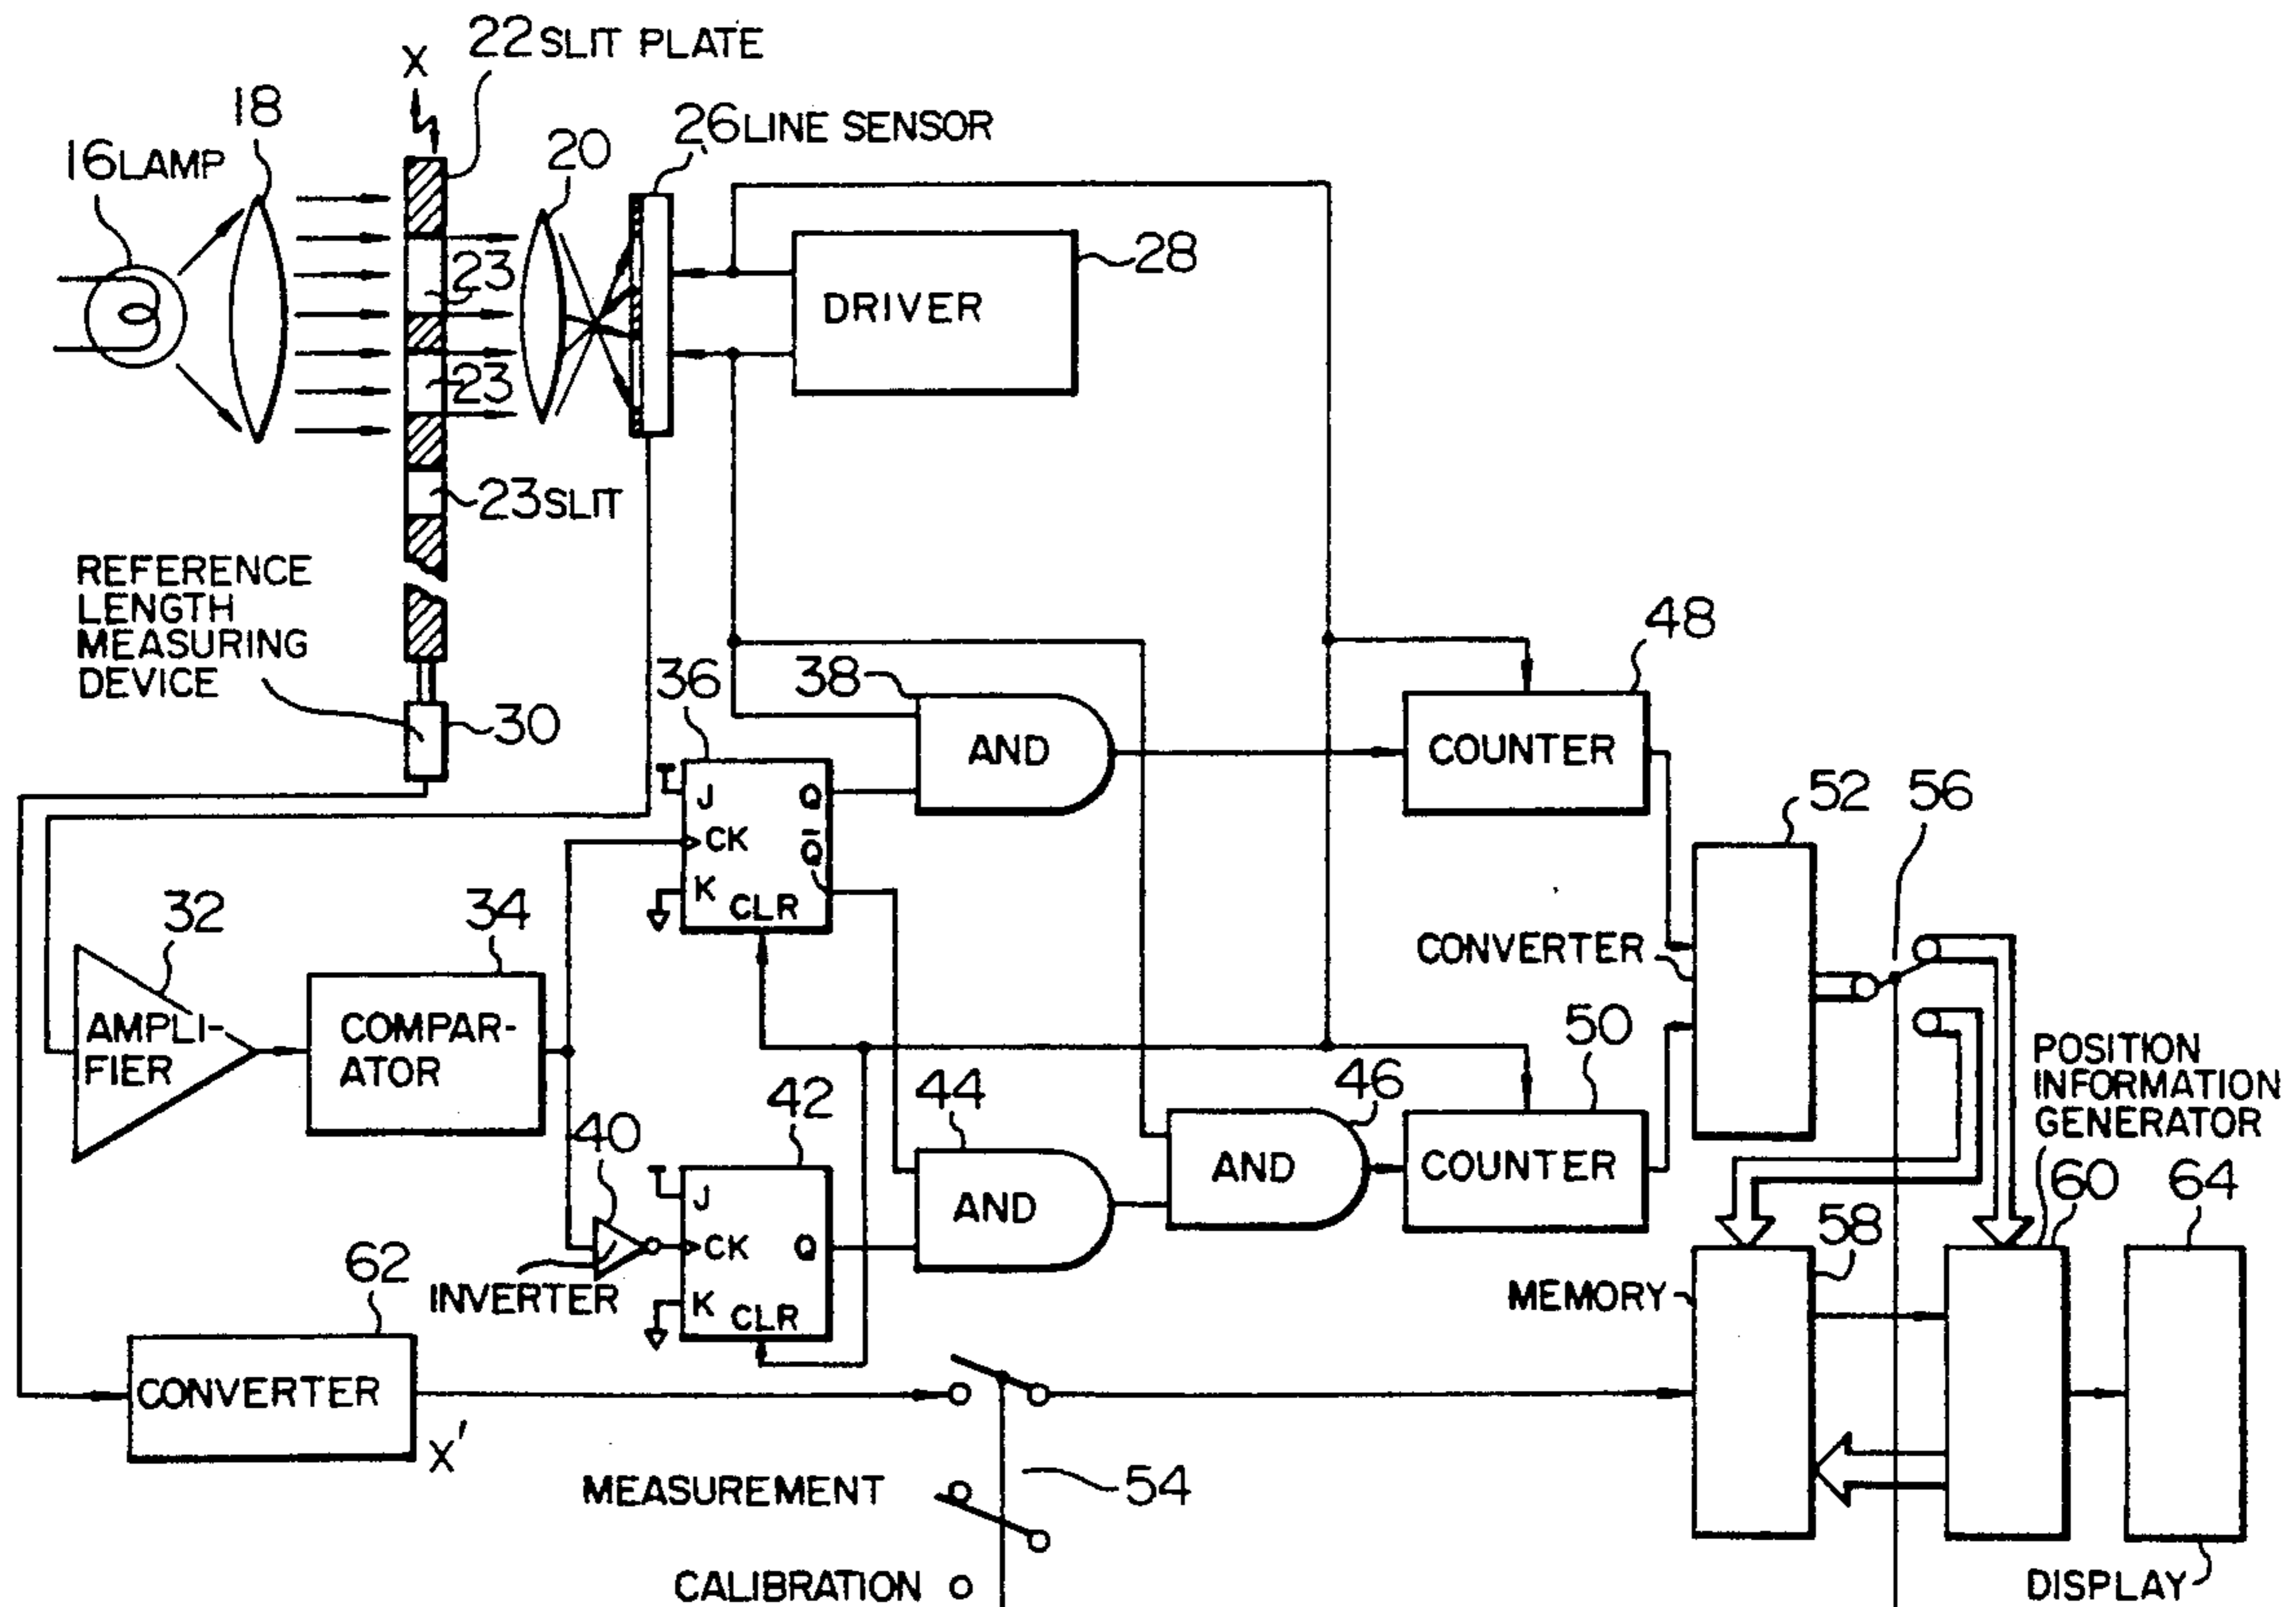 X
22 SLIT PLATE
18
26 LINE SENSOR
16 LAMP
20
23
28
DRIVER
23
23 SLIT
REFERENCE
LENGTH
MEASURING
DEVICE
30
36
38
48
J
Q
CK
Q̄
K
CLR
AND
COUNTER
52
56
32
34
CONVERTER
AMPLI-
FIER
COMPAR-
ATOR
50
POSITION
INFORMATION
GENERATOR
40
42
44
46
J
CK
Q
K
CLR
AND
AND
COUNTER
60
64
INVERTER
58
MEMORY
62
CONVERTER
X'
MEASUREMENT
54
CALIBRATION
DISPLAY